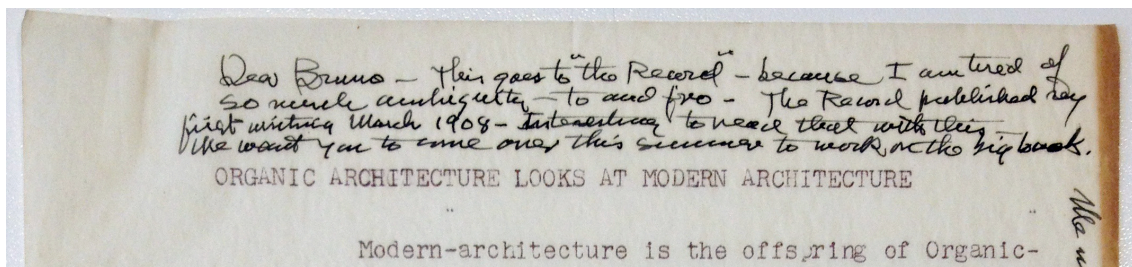 Dear Bruno – This goes to "the Record" – because I am tired of
so much ambiguity – to and fro – The Record published my
first writing March 1908 – Interesting to read that with this
We want you to come over this summer to work on the big book.
ORGANIC ARCHITECTURE LOOKS AT MODERN ARCHITECTURE
Modern-architecture is the offspring of Organic-